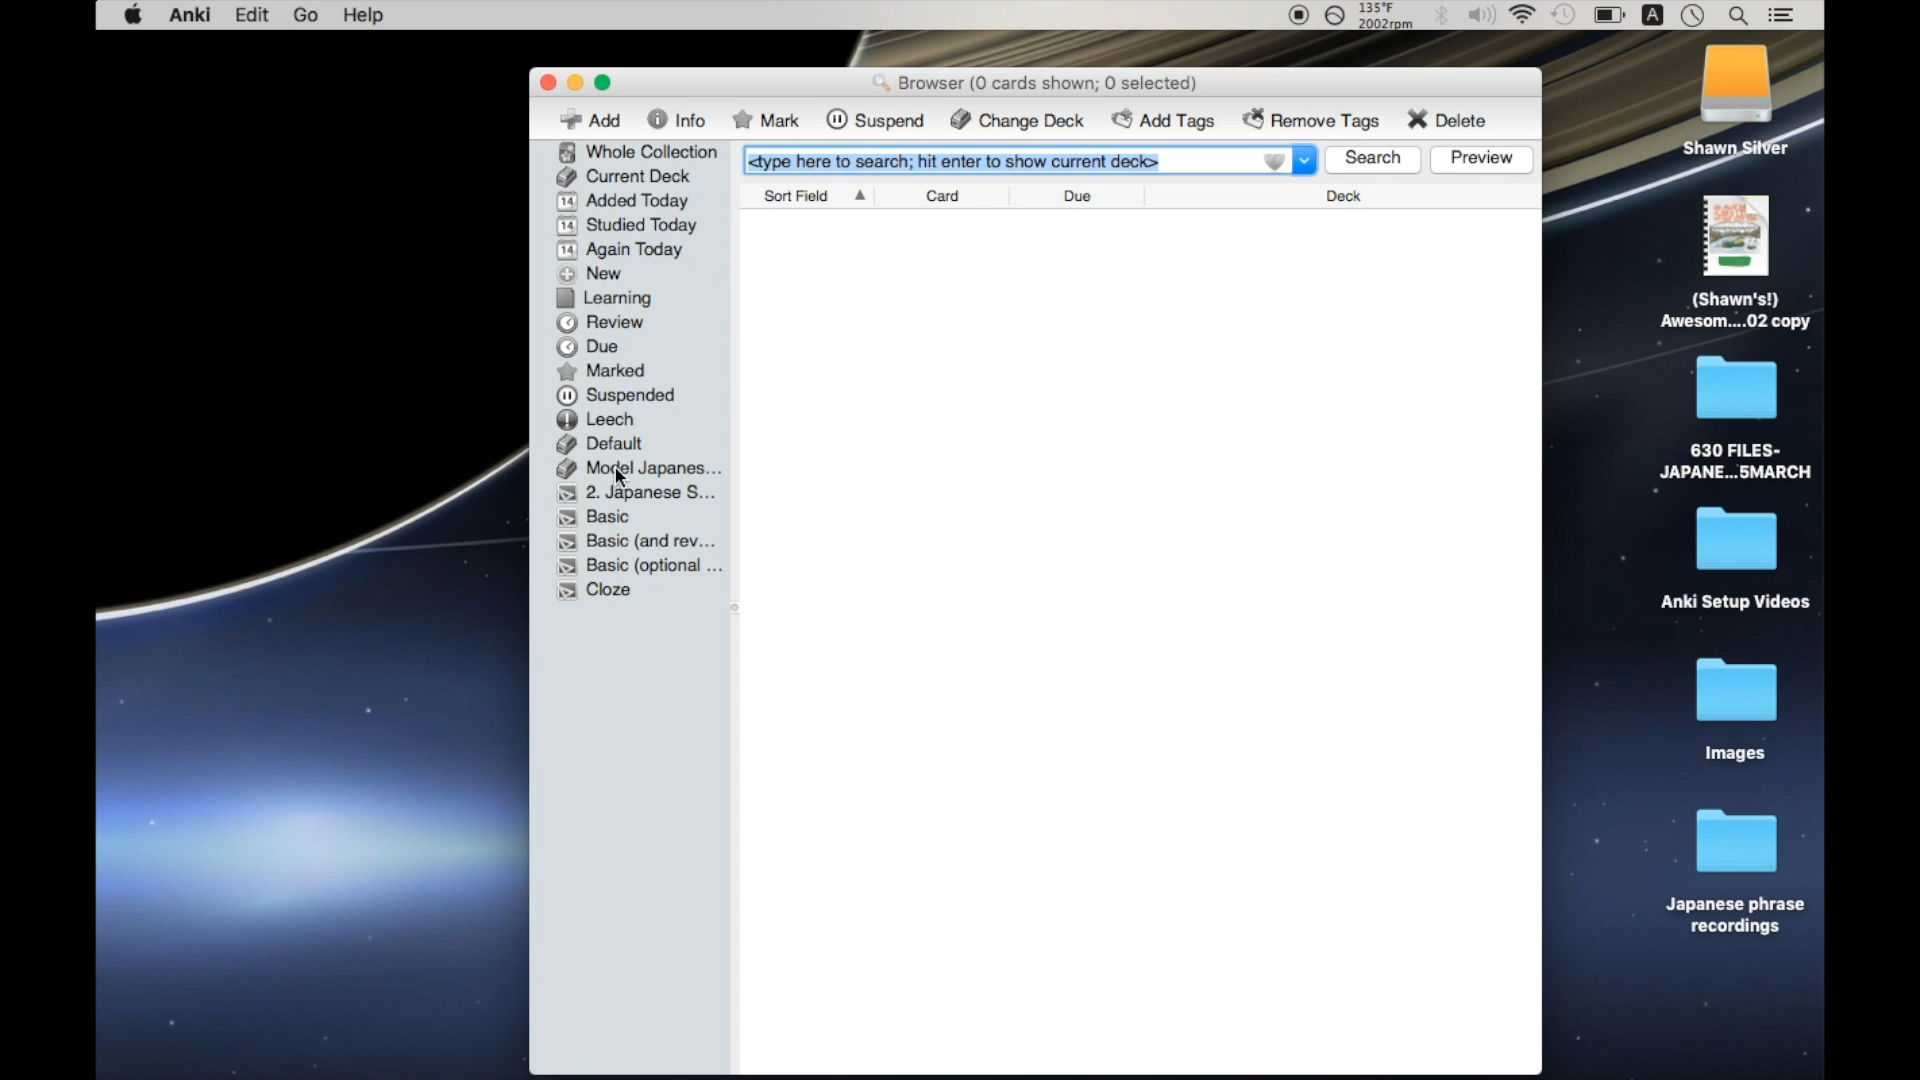 Anki Edit Go Help
135°F
2002rpm
A
Browser (0 cards shown; 0 selected)
Add Info Mark Suspend Change Deck Add Tags Remove Tags Delete
<type here to search; hit enter to show current deck>
Search Preview
Sort Field Card Due Deck
Whole Collection
Current Deck
14 Added Today
14 Studied Today
14 Again Today
New
Learning
Review
Due
Marked
Suspended
Leech
Default
Model Japanes...
2. Japanese S...
Basic
Basic (and rev...
Basic (optional ...
Cloze
Shawn Silver
(Shawn's!)
Awesom....02 copy
630 FILES-
JAPANE...5MARCH
Anki Setup Videos
Images
Japanese phrase
recordings